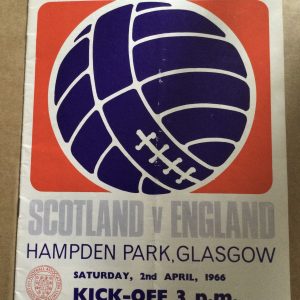 SCOTLAND V ENGLAND
HAMPDEN PARK, GLASGOW
SATURDAY, 2nd APRIL, 1966
KICK-OFF 3 p.m.